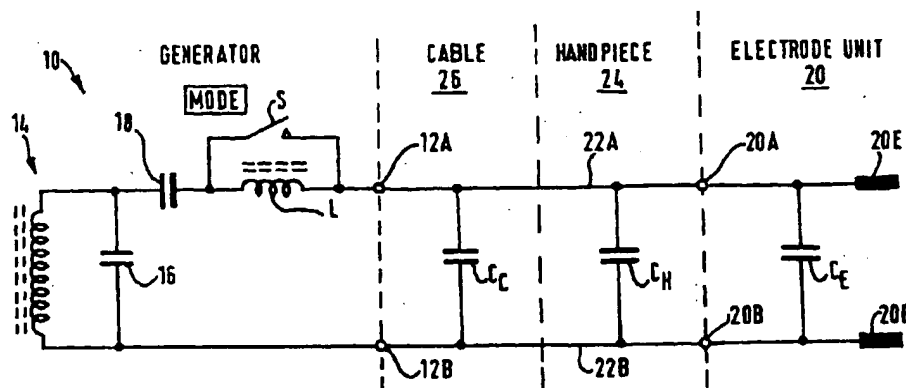 GENERATOR
CABLE
26
HANDPIECE
24
ELECTRODE UNIT
20
10
MODE
S
14
18
12A
22A
20A
20E
L
16
C_C
C_H
C_E
12B
22B
20B